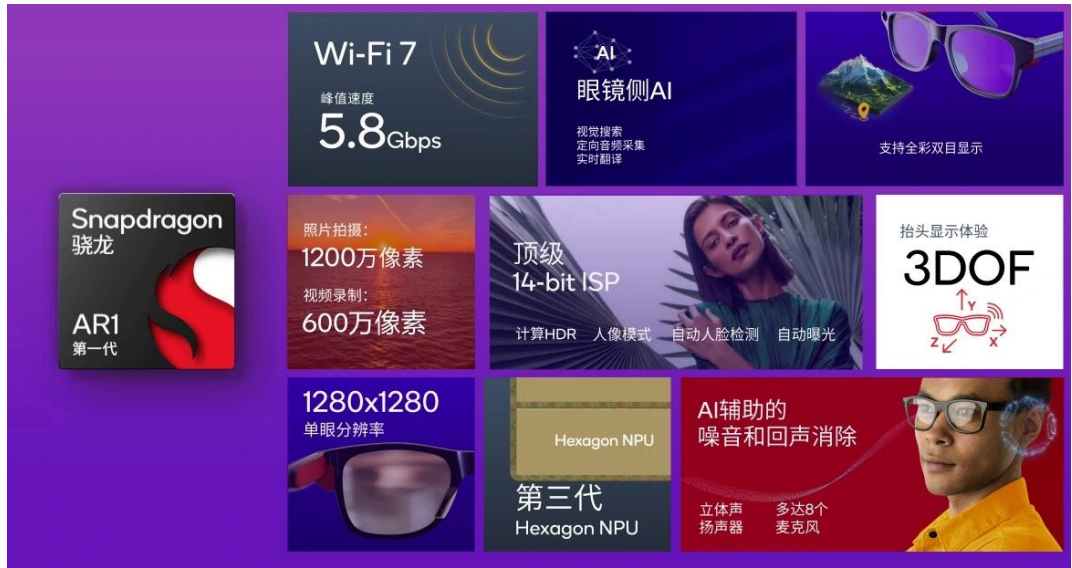 Snapdragon
骁龙
AR1
第一代
Wi-Fi 7
峰值速度
5.8Gbps
AI
眼镜侧AI
视觉搜索
定向音频采集
实时翻译
支持全彩双目显示
照片拍摄:
1200万像素
视频录制:
600万像素
顶级
14-bit ISP
计算HDR 人像模式 自动人脸检测 自动曝光
抬头显示体验
3DOF
Y
Z
X
1280x1280
单眼分辨率
Hexagon NPU
第三代
Hexagon NPU
AI辅助的
噪音和回声消除
立体声 多达8个
扬声器 麦克风